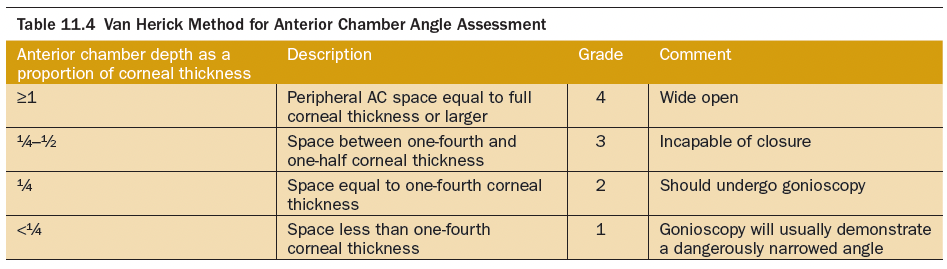 Table 11.4 Van Herick Method for Anterior Chamber Angle Assessment
Anterior chamber depth as a
proportion of corneal thickness
Description
Grade
Comment
≥1
Peripheral AC space equal to full
corneal thickness or larger
4
Wide open
¼–½
Space between one-fourth and
one-half corneal thickness
3
Incapable of closure
¼
Space equal to one-fourth corneal
thickness
2
Should undergo gonioscopy
<¼
Space less than one-fourth
corneal thickness
1
Gonioscopy will usually demonstrate
a dangerously narrowed angle